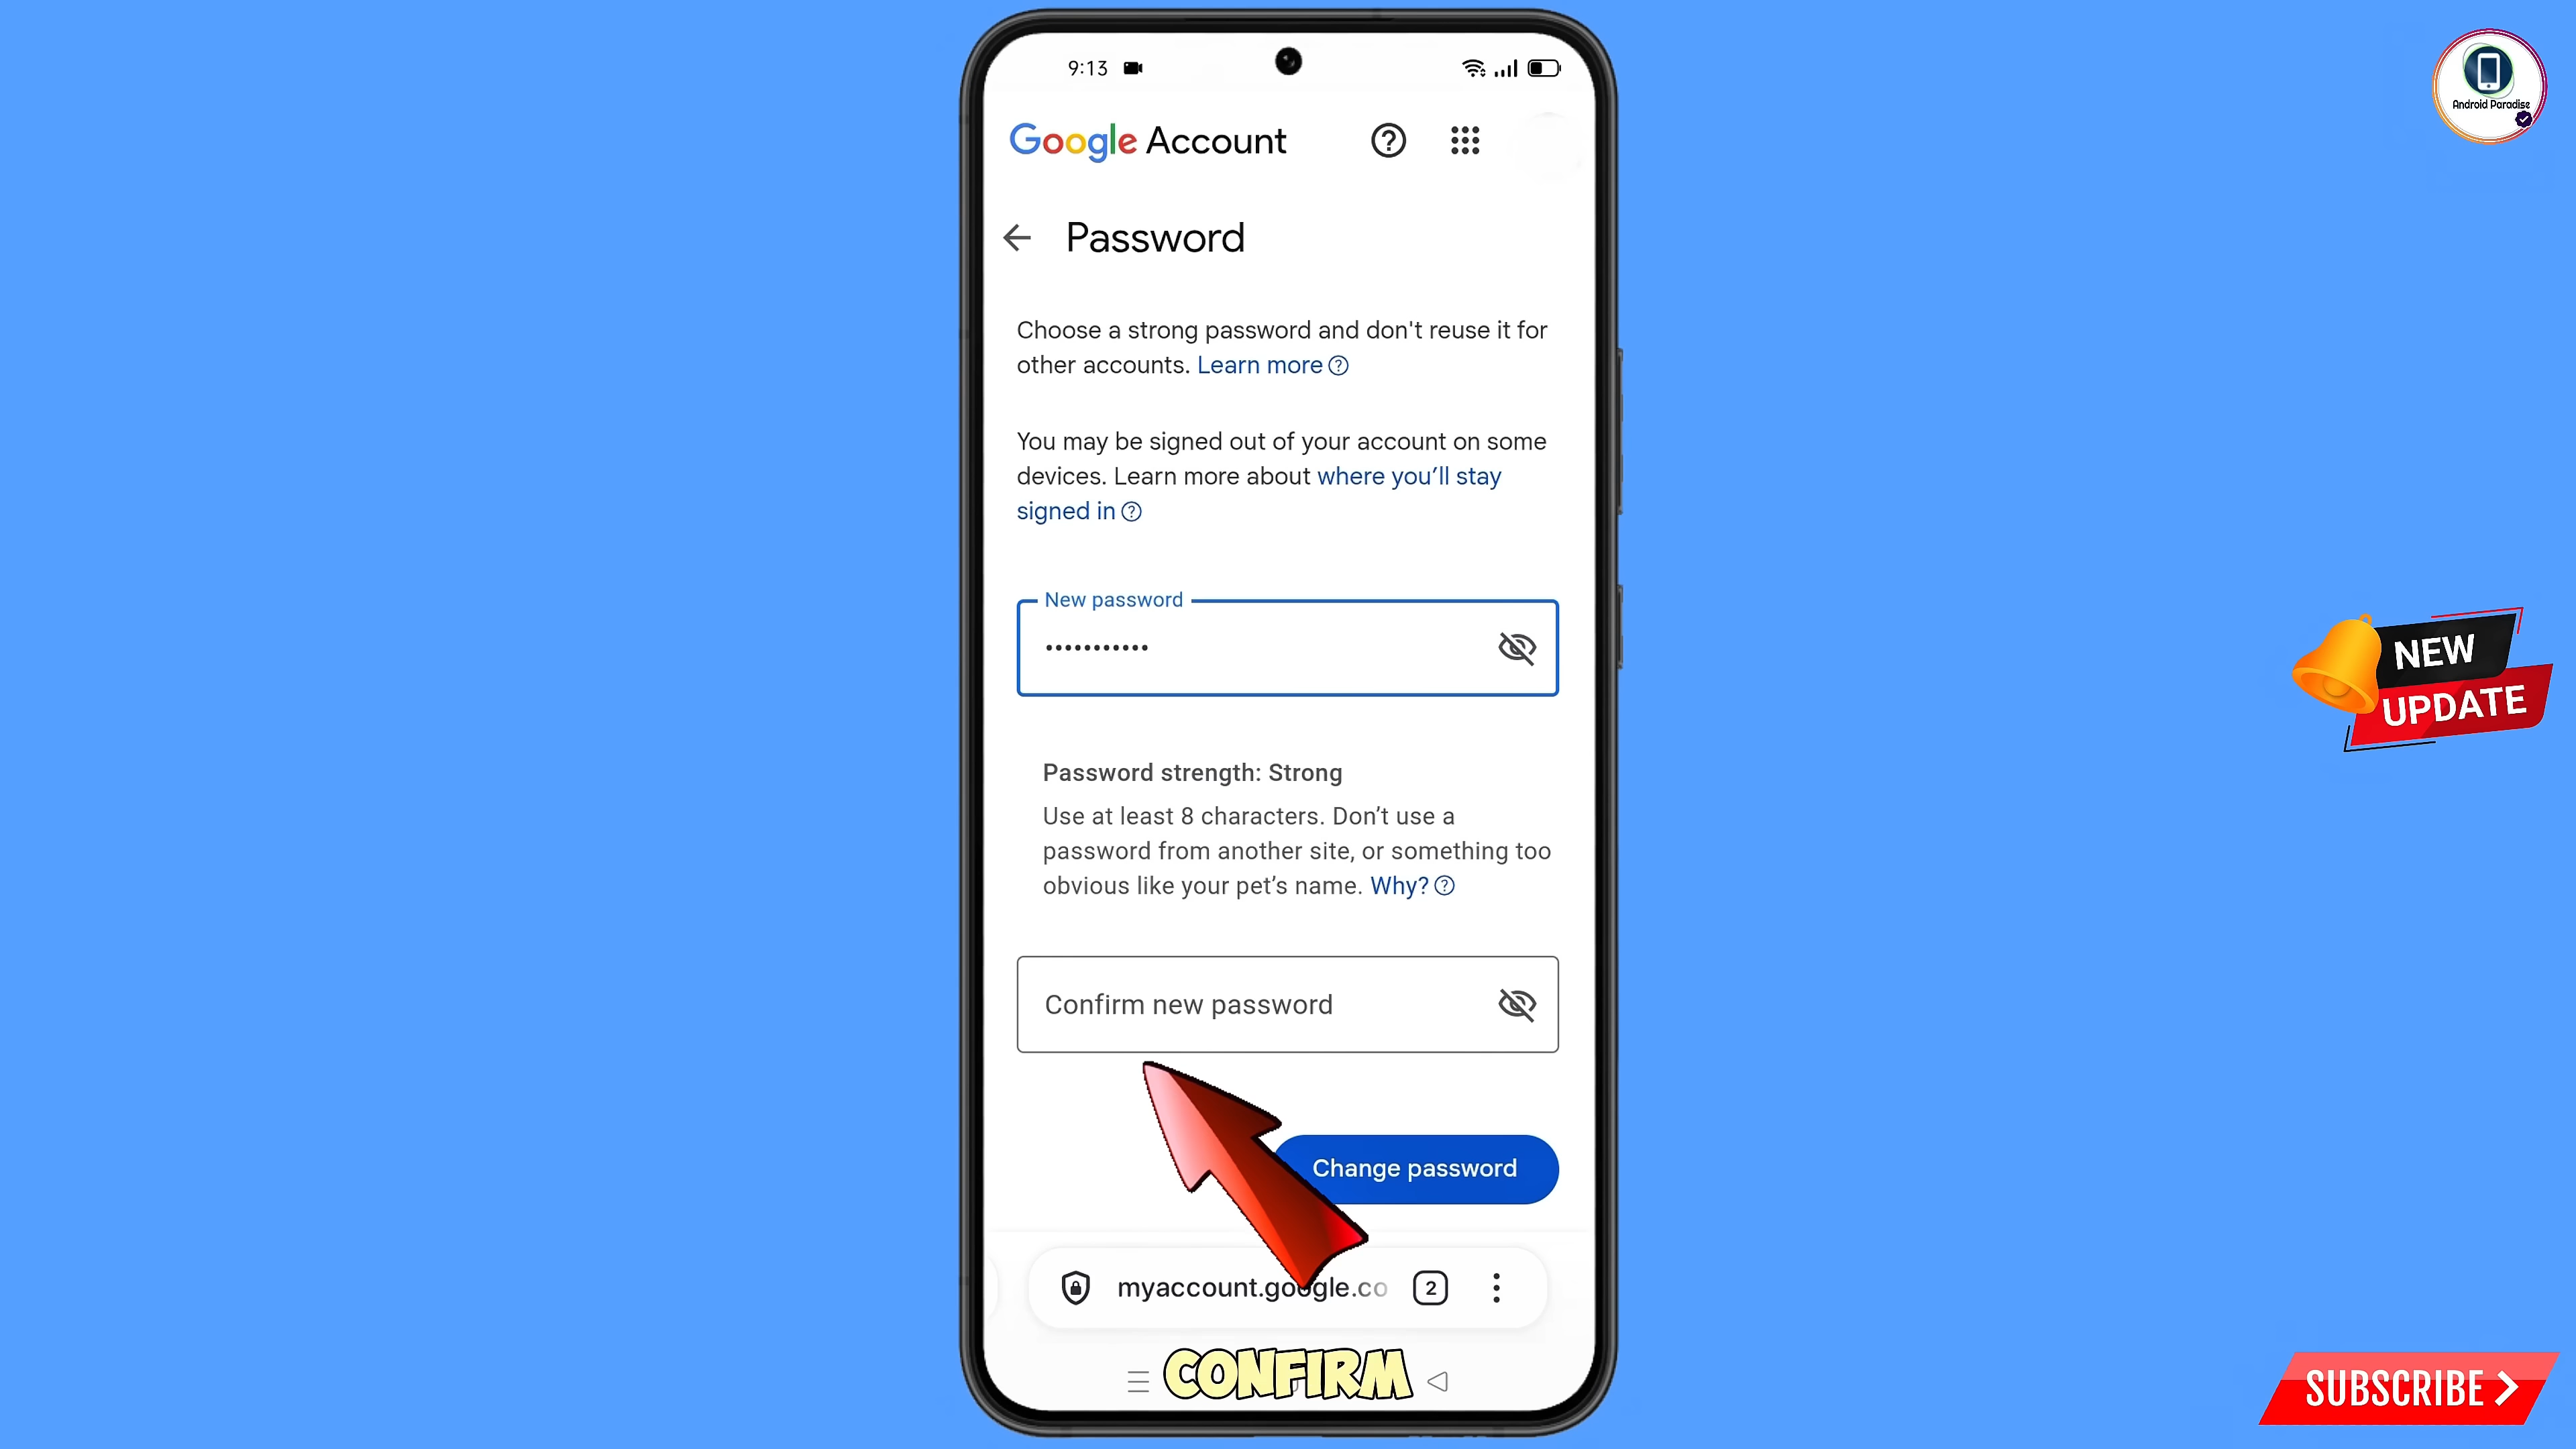 9:13
Android Paradise
Google Account
Password
Choose a strong password and don't reuse it for
other accounts. Learn more
You may be signed out of your account on some
devices. Learn more about where you’ll stay
signed in
New password
•••••••••••
NEW
UPDATE
Password strength: Strong
Use at least 8 characters. Don’t use a
password from another site, or something too
obvious like your pet’s name. Why?
Confirm new password
Change password
myaccount.google.co
2
CONFIRM
SUBSCRIBE